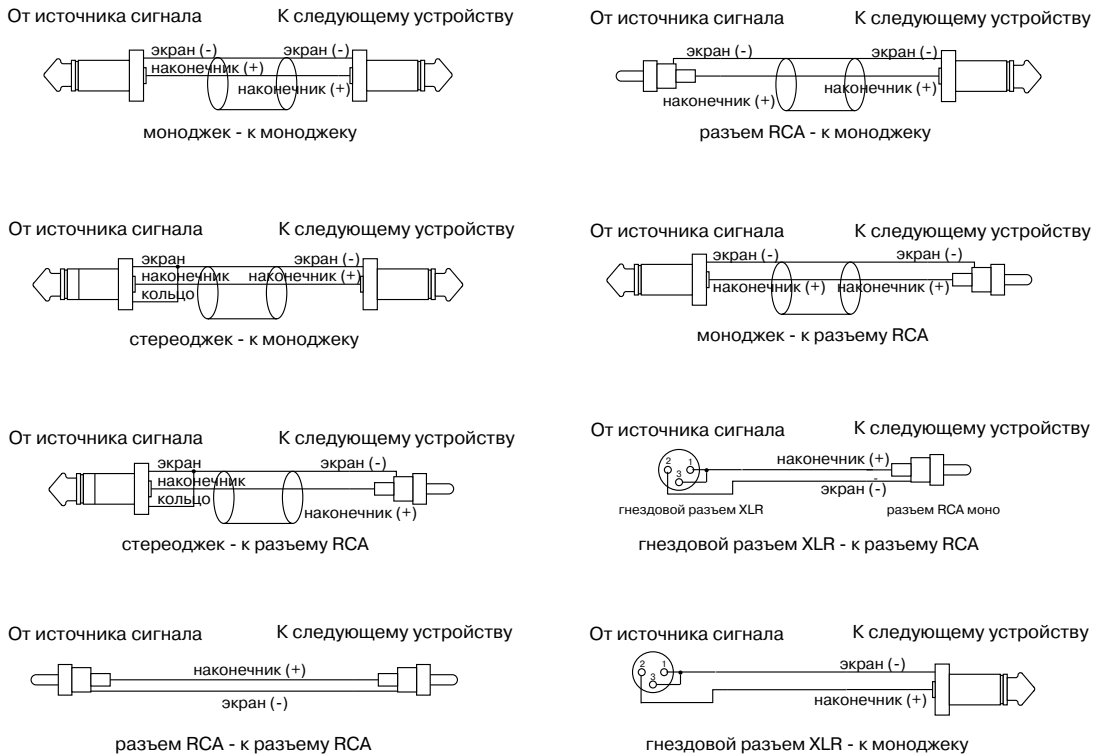 От источника сигнала
К следующему устройству
экран (-)
экран (-)
наконечник (+)
наконечник (+)
моноджек - к моноджеку
От источника сигнала
К следующему устройству
экран (-)
экран (-)
наконечник (+)
наконечник (+)
разъем RCA - к моноджеку
От источника сигнала
К следующему устройству
экран
экран (-)
наконечник
наконечник (+)
кольцо
стереоджек - к моноджеку
От источника сигнала
К следующему устройству
экран (-)
экран (-)
наконечник (+)
наконечник (+)
моноджек - к разъему RCA
От источника сигнала
К следующему устройству
экран
экран (-)
наконечник
кольцо
наконечник (+)
стереоджек - к разъему RCA
От источника сигнала
К следующему устройству
2
1
3
наконечник (+)
экран (-)
гнездовой разъем XLR
разъем RCA моно
гнездовой разъем XLR - к разъему RCA
От источника сигнала
К следующему устройству
наконечник (+)
экран (-)
разъем RCA - к разъему RCA
От источника сигнала
К следующему устройству
2
1
3
экран (-)
наконечник (+)
гнездовой разъем XLR - к моноджеку